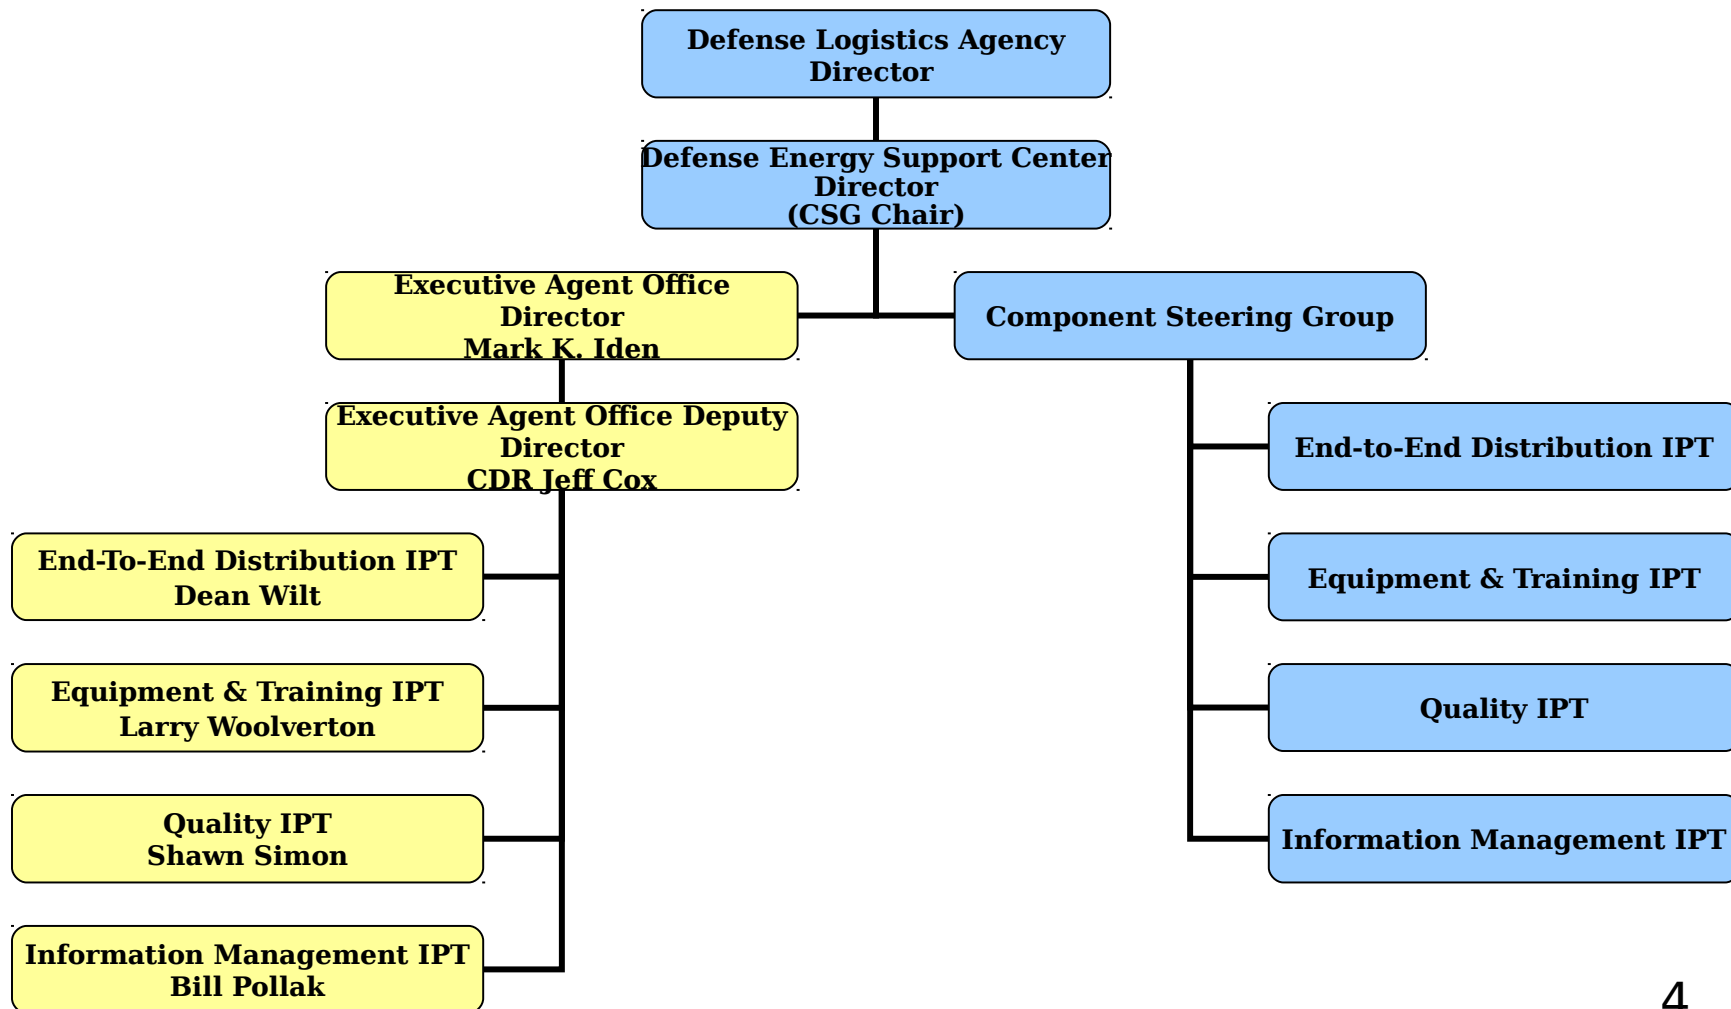 Defense Logistics Agency
Director
Defense Energy Support Center
Director
(CSG Chair)
Executive Agent Office
Director
Mark K. Iden
Component Steering Group
Executive Agent Office Deputy
Director
CDR Jeff Cox
End-To-End Distribution IPT
Dean Wilt
Equipment & Training IPT
Larry Woolverton
Quality IPT
Shawn Simon
Information Management IPT
Bill Pollak
End-to-End Distribution IPT
Equipment & Training IPT
Quality IPT
Information Management IPT
4